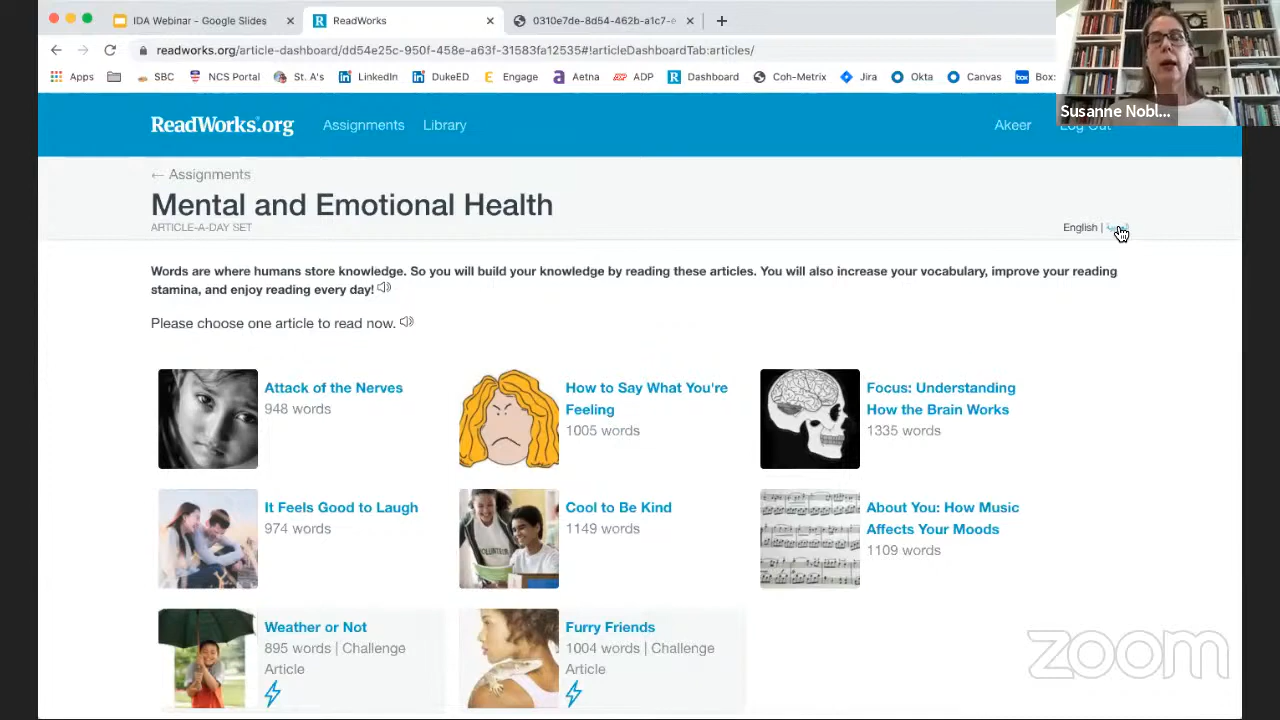 IDA Webinar - Google Slides
ReadWorks
0310e7de-8d54-462b-a1c7-e
readworks.org/article-dashboard/dd54e25c-950f-458e-a63f-31583fa12535#!articleDashboardTab:articles/
Apps
SBC
NCS Portal
St. A's
LinkedIn
DukeED
Engage
Aetna
ADP
Dashboard
Coh-Metrix
Jira
Okta
Canvas
Box:
Susanne Nobl...
ReadWorks.org
Assignments
Library
Akeer
Log Out
← Assignments
Mental and Emotional Health
ARTICLE-A-DAY SET
English |
Words are where humans store knowledge. So you will build your knowledge by reading these articles. You will also increase your vocabulary, improve your reading
stamina, and enjoy reading every day!
Please choose one article to read now.
Attack of the Nerves
948 words
How to Say What You're
Feeling
1005 words
Focus: Understanding
How the Brain Works
1335 words
It Feels Good to Laugh
974 words
Cool to Be Kind
1149 words
About You: How Music
Affects Your Moods
1109 words
Weather or Not
895 words | Challenge
Article
Furry Friends
1004 words | Challenge
Article
zoom